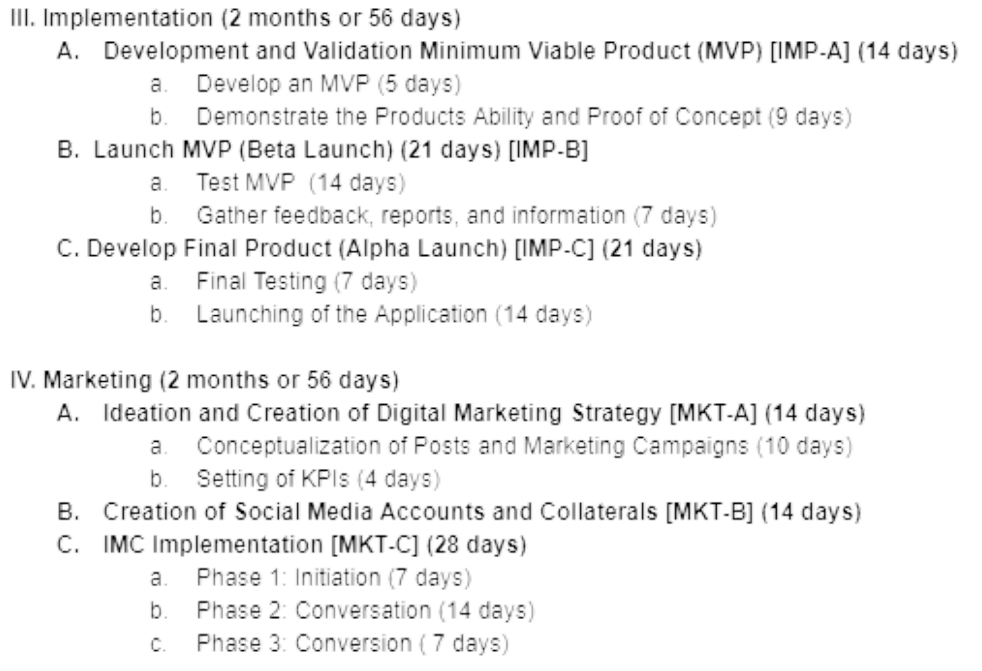 III. Implementation (2 months or 56 days)
A. Development and Validation Minimum Viable Product (MVP) [IMP-A] (14 days)
a. Develop an MVP (5 days)
b. Demonstrate the Products Ability and Proof of Concept (9 days)
B. Launch MVP (Beta Launch) (21 days) [IMP-B]
a. Test MVP (14 days)
b. Gather feedback, reports, and information (7 days)
C. Develop Final Product (Alpha Launch) [IMP-C] (21 days)
a. Final Testing (7 days)
b. Launching of the Application (14 days)
IV. Marketing (2 months or 56 days)
A. Ideation and Creation of Digital Marketing Strategy [MKT-A] (14 days)
a. Conceptualization of Posts and Marketing Campaigns (10 days)
b. Setting of KPIs (4 days)
B. Creation of Social Media Accounts and Collaterals [MKT-B] (14 days)
C. IMC Implementation [MKT-C] (28 days)
a. Phase 1: Initiation (7 days)
b. Phase 2: Conversation (14 days)
c. Phase 3: Conversion ( 7 days)